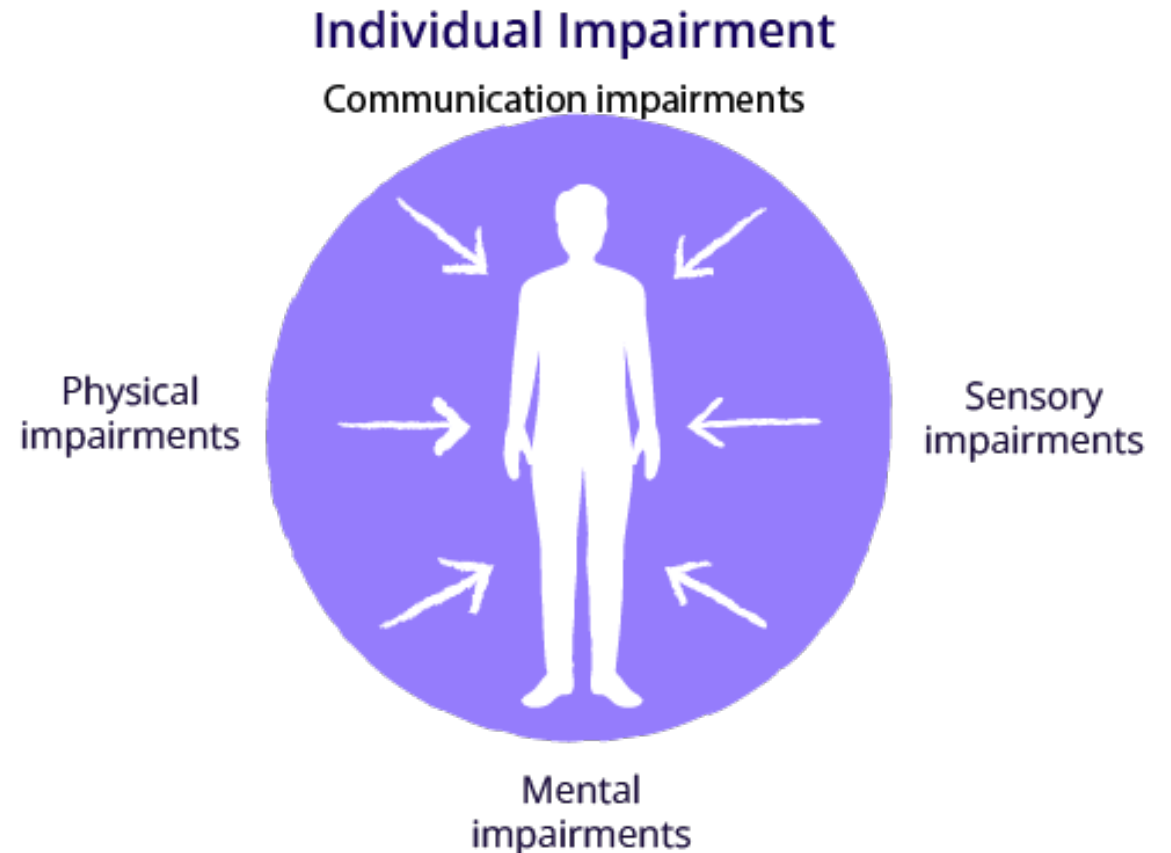 Individual Impairment
Communication impairments
Physical
impairments
Sensory
impairments
Mental
impairments